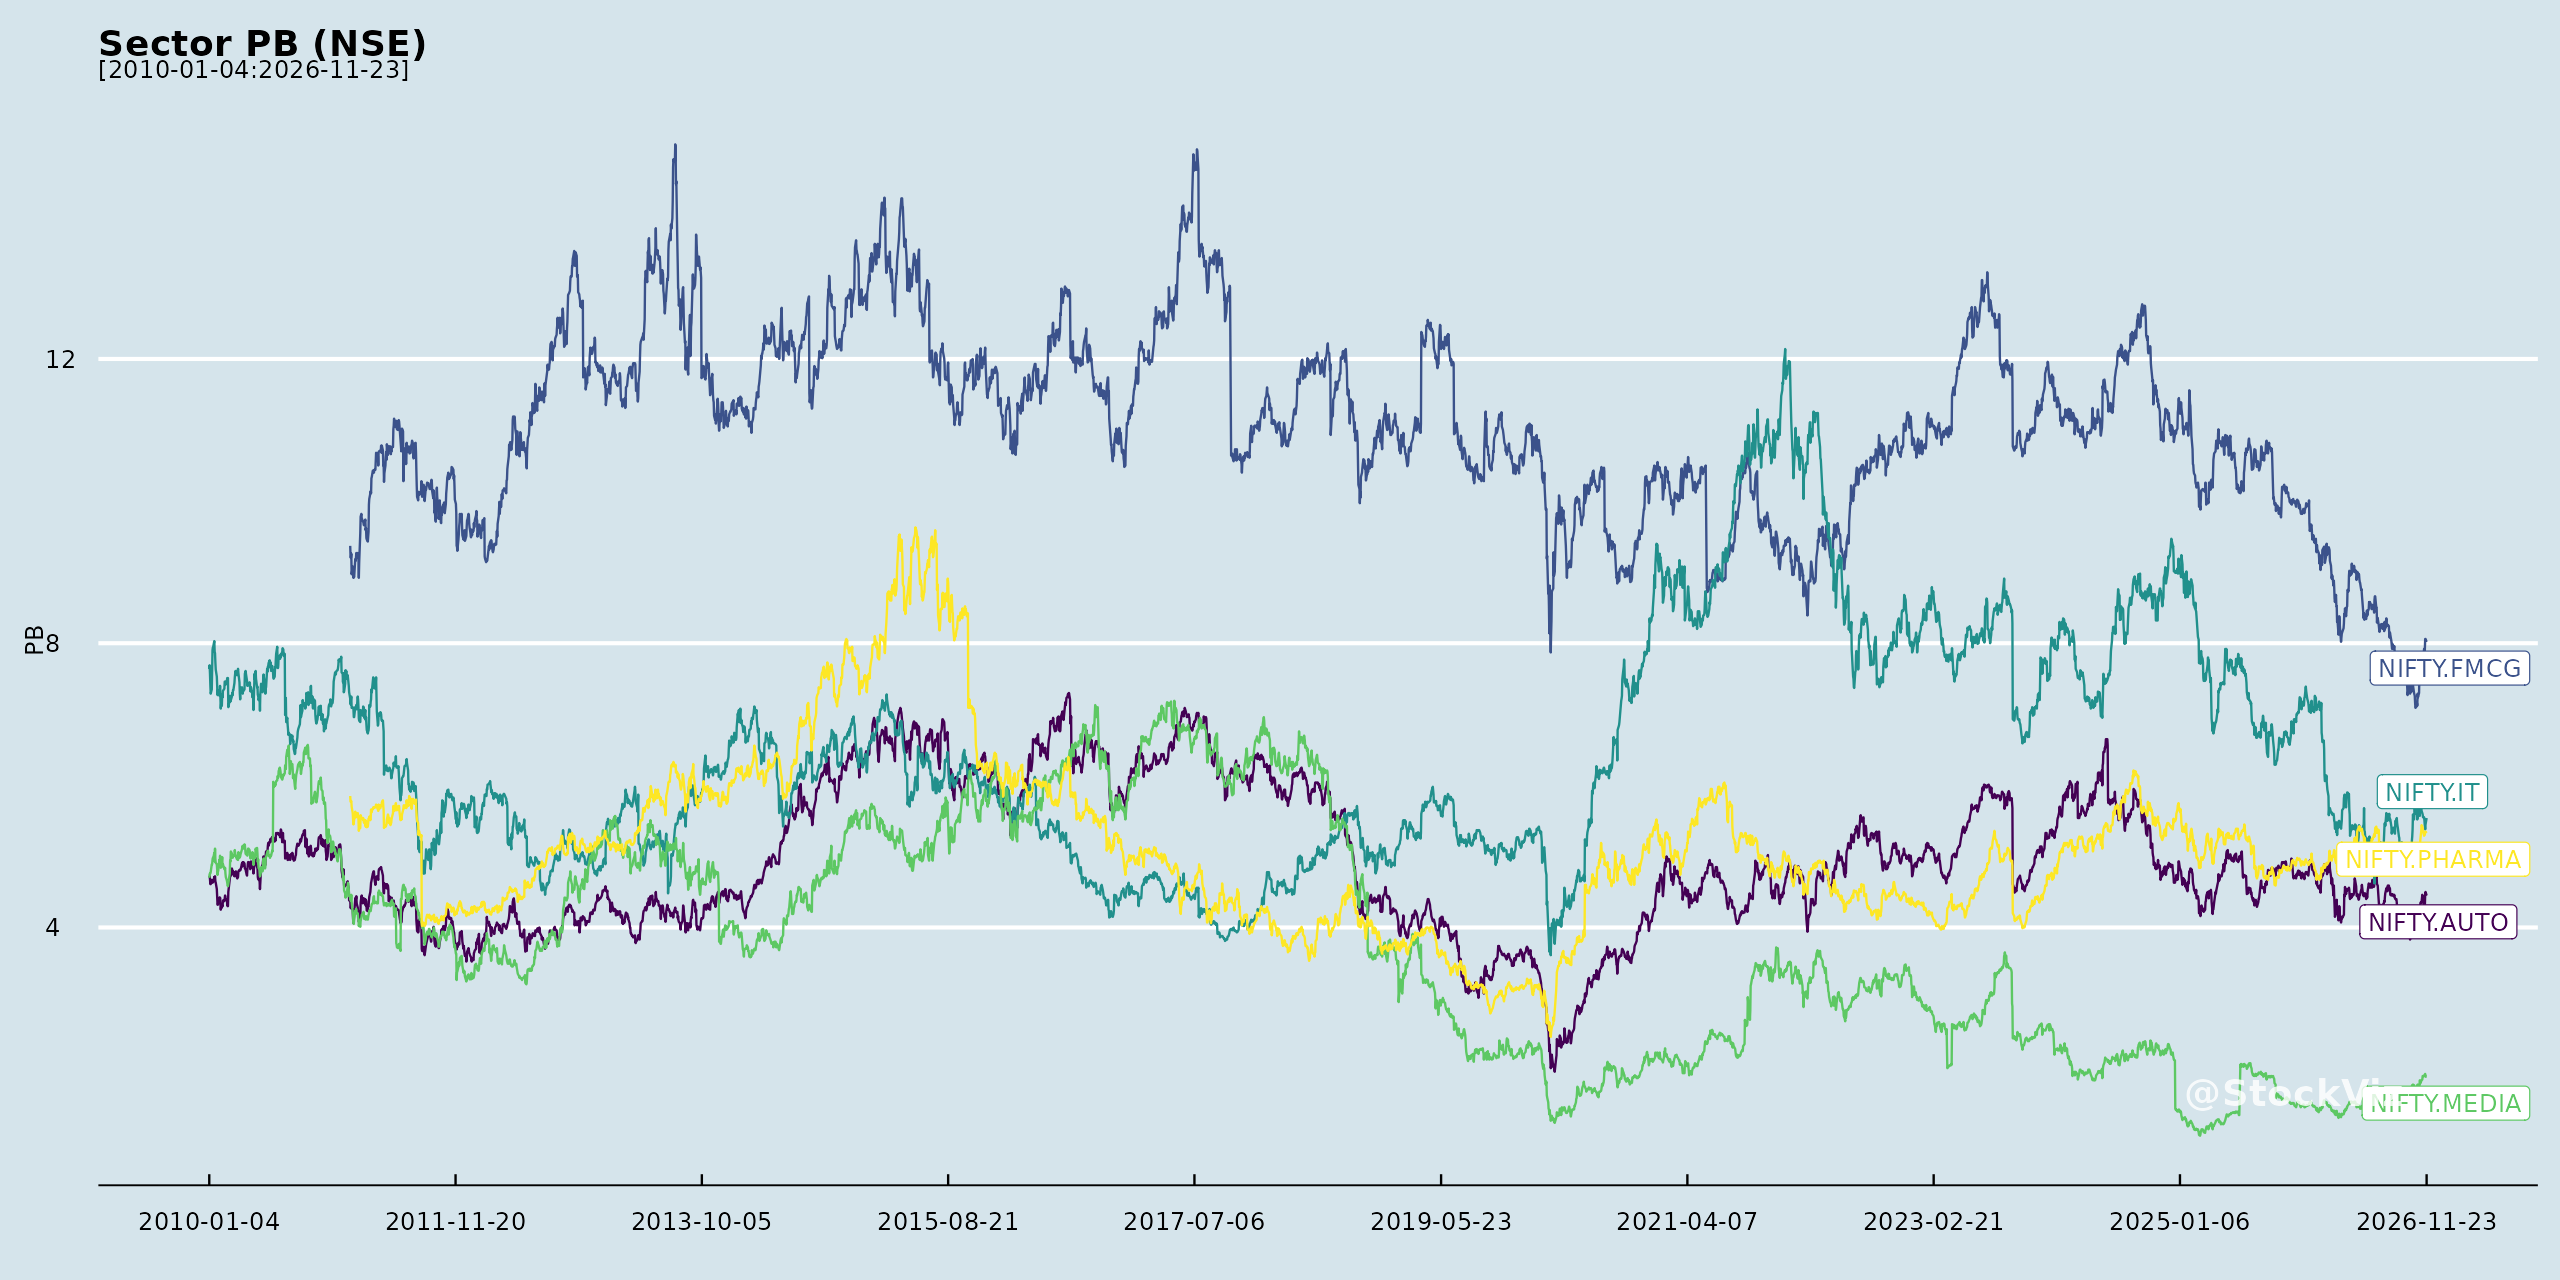 Sector PB (NSE)
[2010-01-04:2026-11-23]
12
8
4
PB
NIFTY.FMCG
NIFTY.IT
NIFTY.PHARMA
NIFTY.AUTO
NIFTY.MEDIA
2010-01-04
2011-11-20
2013-10-05
2015-08-21
2017-07-06
2019-05-23
2021-04-07
2023-02-21
2025-01-06
2026-11-23